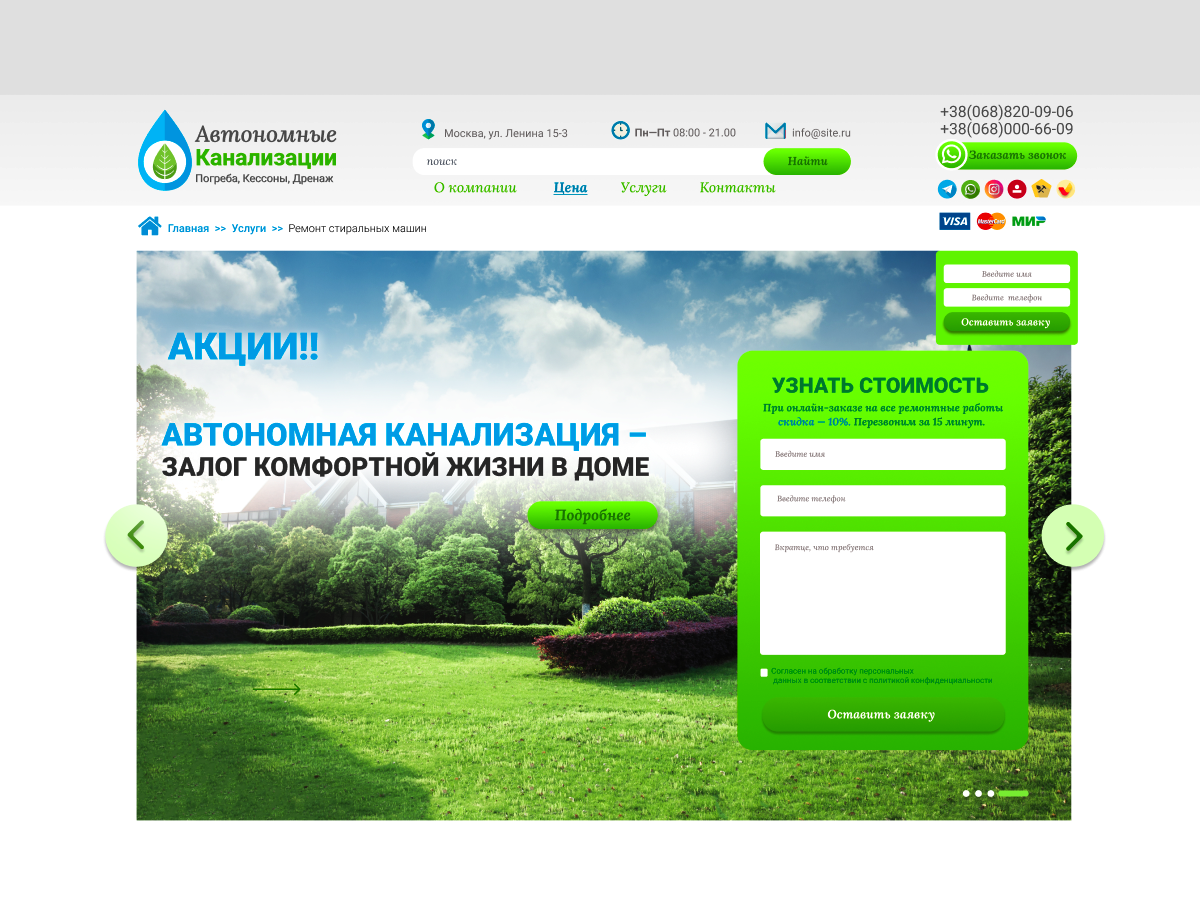 Автономные
Канализации
Погреба, Кессоны, Дренаж
Москва, ул. Ленина 15-3
Пн—Пт 08:00 - 21.00
info@site.ru
+38(068)820-09-06
+38(068)000-66-09
поиск
Найти
Заказать звонок
О компании
Цена
Услуги
Контакты
VISA
MasterCard
МИР
Главная >> Услуги >> Ремонт стиральных машин
Введите имя
Введите телефон
Оставить заявку
АКЦИИ!!
АВТОНОМНАЯ КАНАЛИЗАЦИЯ –
ЗАЛОГ КОМФОРТНОЙ ЖИЗНИ В ДОМЕ
Подробнее
УЗНАТЬ СТОИМОСТЬ
При онлайн-заказе на все ремонтные работы
скидка — 10%. Перезвоним за 15 минут.
Введите имя
Введите телефон
Вкратце, что требуется
Согласен на обработку персональных
данных в соответствии с политикой конфиденциальности
Оставить заявку